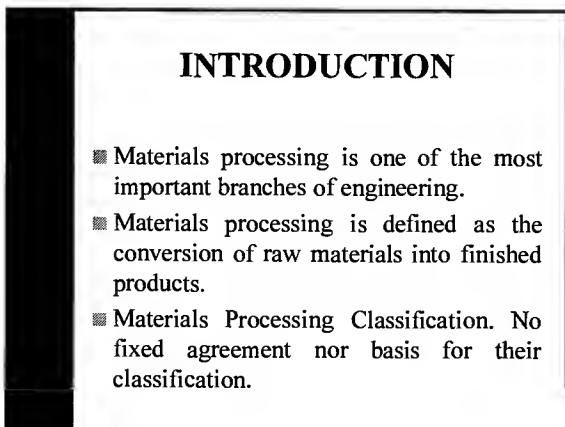 INTRODUCTION
Materials processing is one of the most
important branches of engineering.
Materials processing is defined as the
conversion of raw materials into finished
products.
Materials Processing Classification. No
fixed agreement nor basis for their
classification.